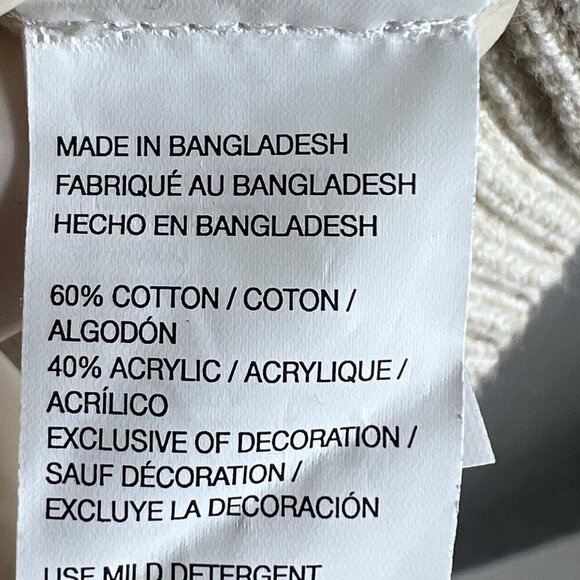 MADE IN BANGLADESH
FABRIQUÉ AU BANGLADESH
HECHO EN BANGLADESH
60% COTTON / COTON /
ALGODÓN
40% ACRYLIC / ACRYLIQUE /
ACRÍLICO
EXCLUSIVE OF DECORATION /
SAUF DÉCORATION /
EXCLUYE LA DECORACIÓN
USE MILD DETERGENT